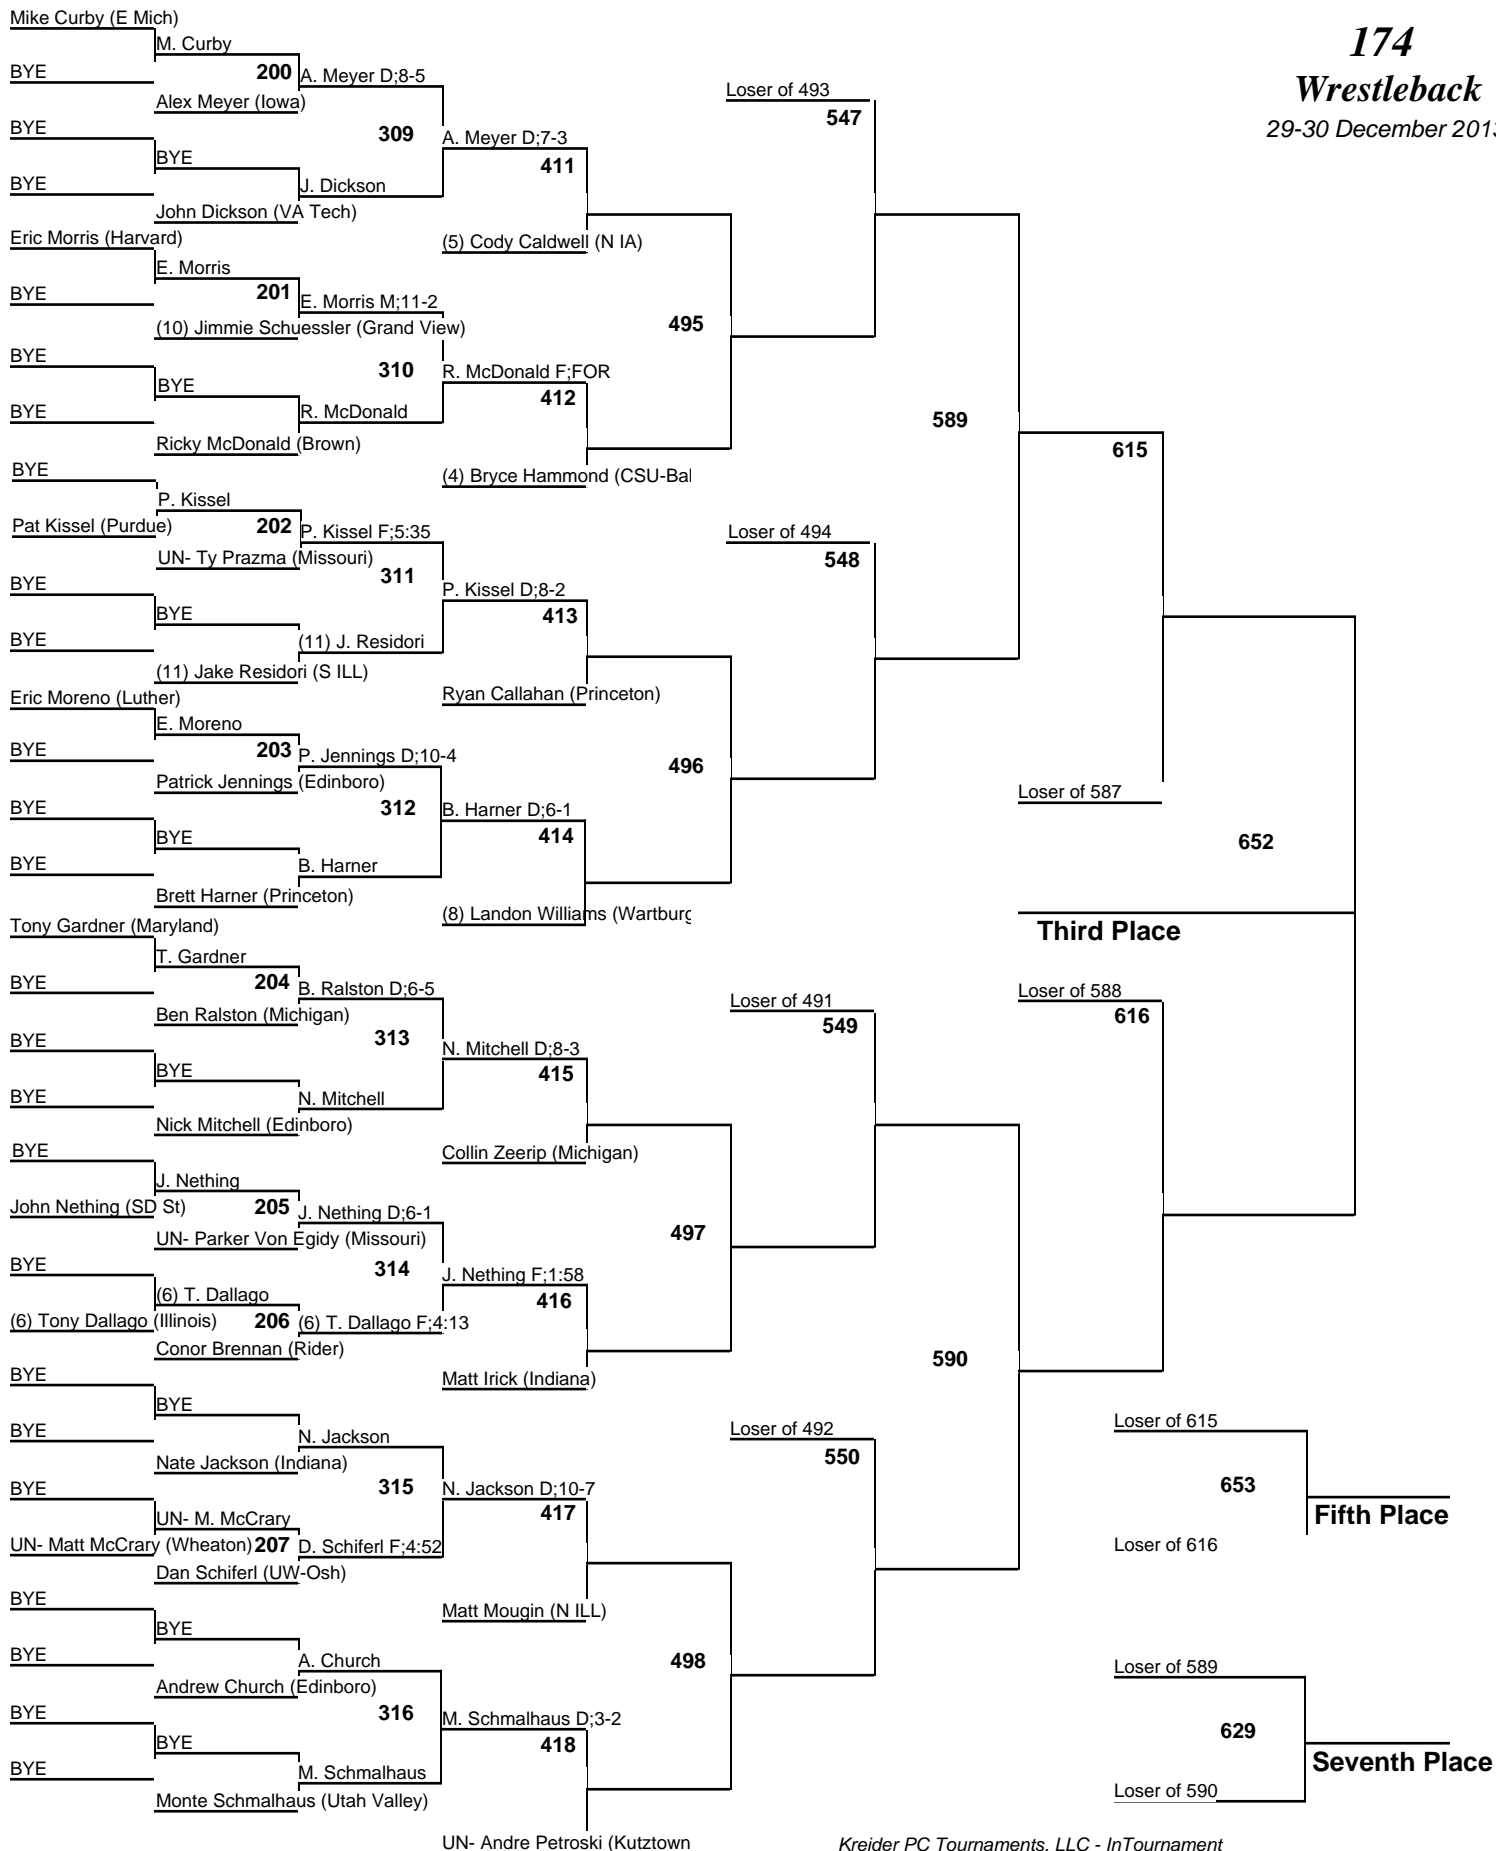 174
Wrestleback
29-30 December 201
Mike Curby (E Mich)
M. Curby
BYE
200
A. Meyer D;8-5
Alex Meyer (Iowa)
BYE
309
A. Meyer D;7-3
BYE
411
BYE
J. Dickson
John Dickson (VA Tech)
(5) Cody Caldwell (N IA)
Eric Morris (Harvard)
E. Morris
BYE
201
E. Morris M;11-2
(10) Jimmie Schuessler (Grand View)
495
BYE
310
R. McDonald F;FOR
BYE
412
BYE
R. McDonald
Ricky McDonald (Brown)
(4) Bryce Hammond (CSU-Bal
BYE
P. Kissel
Pat Kissel (Purdue)
202
P. Kissel F;5:35
UN- Ty Prazma (Missouri)
311
BYE
P. Kissel D;8-2
BYE
413
BYE
(11) J. Residori
(11) Jake Residori (S ILL)
Ryan Callahan (Princeton)
Eric Moreno (Luther)
E. Moreno
BYE
203
P. Jennings D;10-4
Patrick Jennings (Edinboro)
496
BYE
312
B. Harner D;6-1
BYE
414
BYE
B. Harner
Brett Harner (Princeton)
(8) Landon Williams (Wartburg
Tony Gardner (Maryland)
T. Gardner
BYE
204
B. Ralston D;6-5
Ben Ralston (Michigan)
BYE
313
N. Mitchell D;8-3
BYE
415
BYE
N. Mitchell
Nick Mitchell (Edinboro)
Collin Zeerip (Michigan)
BYE
J. Nething
John Nething (SD St)
205
J. Nething D;6-1
UN- Parker Von Egidy (Missouri)
497
BYE
314
J. Nething F;1:58
(6) T. Dallago
416
(6) Tony Dallago (Illinois)
206
(6) T. Dallago F;4:13
Conor Brennan (Rider)
Matt Irick (Indiana)
BYE
BYE
BYE
N. Jackson
Nate Jackson (Indiana)
315
N. Jackson D;10-7
BYE
417
UN- M. McCrary
UN- Matt McCrary (Wheaton)
207
D. Schiferl F;4:52
Dan Schiferl (UW-Osh)
Matt Mougin (N ILL)
BYE
BYE
BYE
A. Church
498
Andrew Church (Edinboro)
316
M. Schmalhaus D;3-2
BYE
418
BYE
BYE
M. Schmalhaus
Monte Schmalhaus (Utah Valley)
UN- Andre Petroski (Kutztown
Loser of 493
547
589
Loser of 494
548
615
Loser of 587
652
Third Place
Loser of 491
549
Loser of 588
616
590
Loser of 492
550
Loser of 615
653
Fifth Place
Loser of 616
Loser of 589
629
Seventh Place
Loser of 590
Kreider PC Tournaments, LLC - InTournament